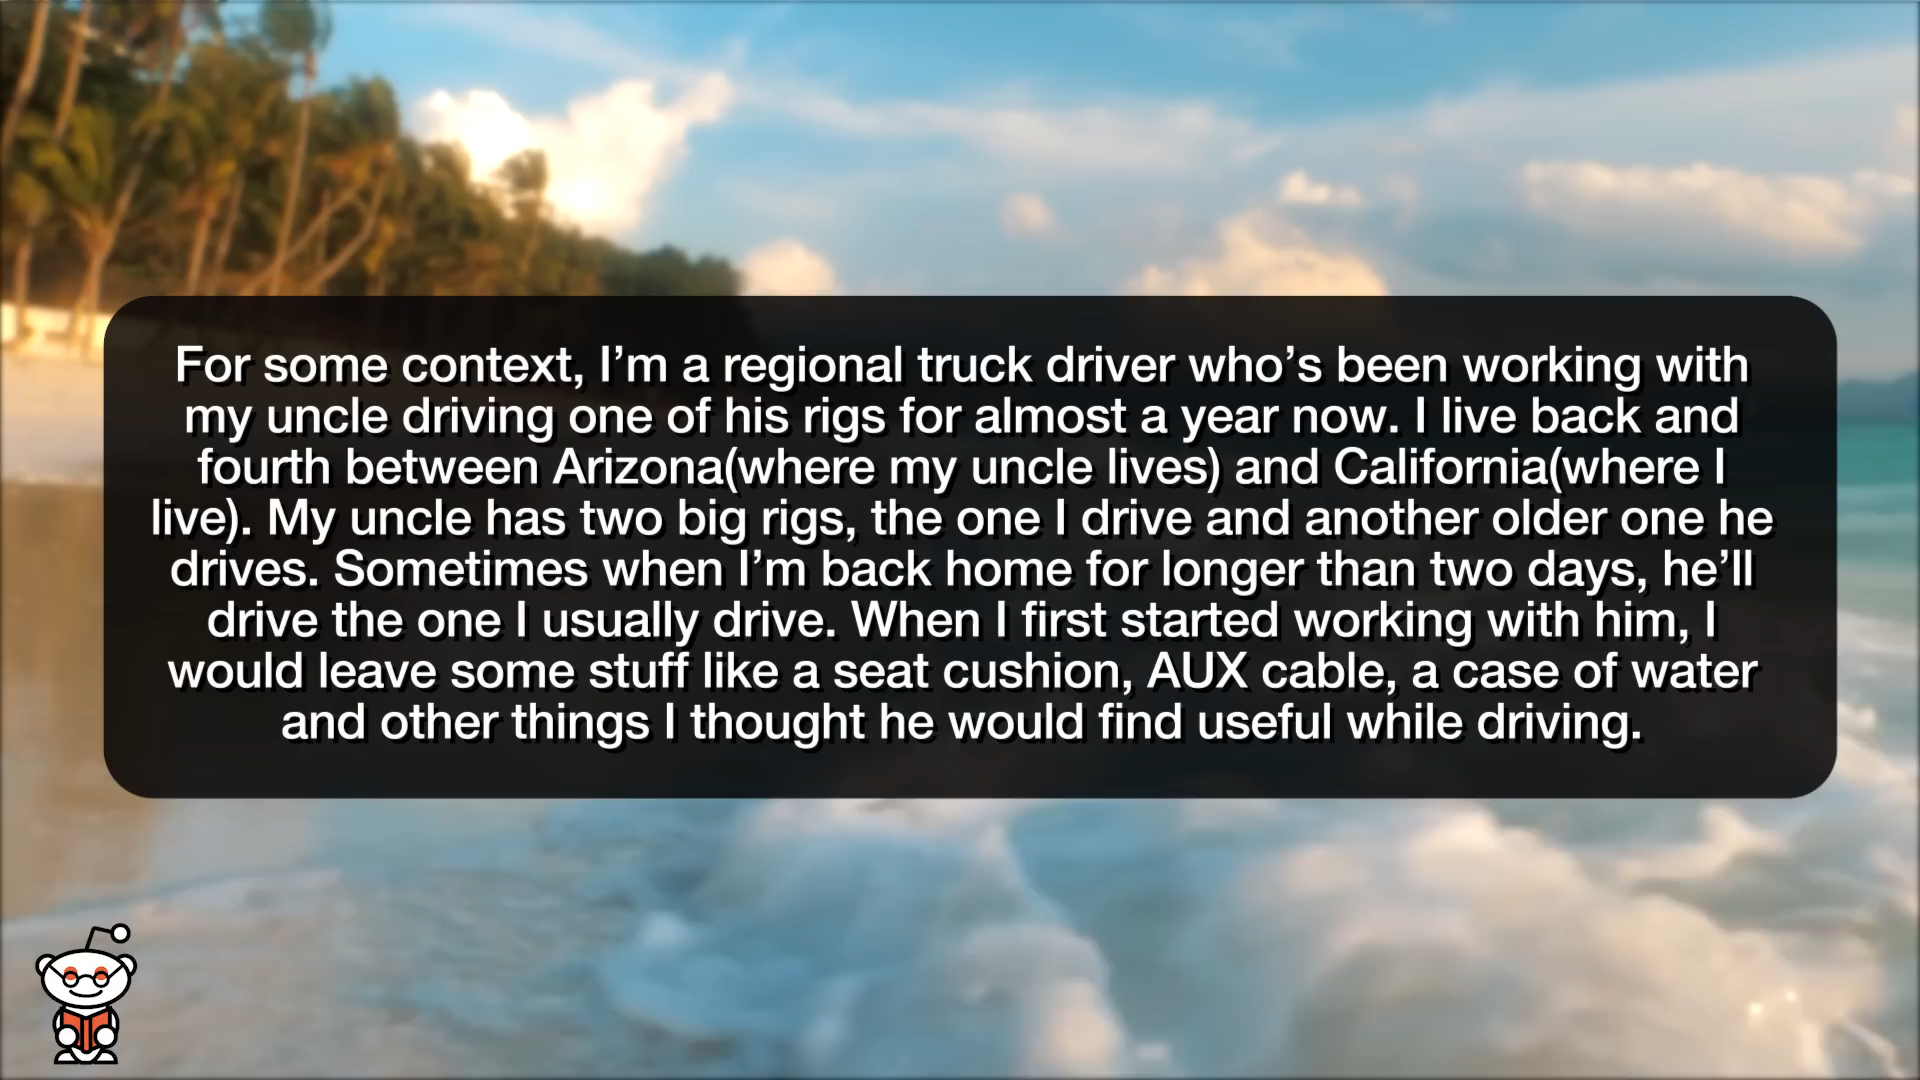 For some context, I’m a regional truck driver who’s been working with
my uncle driving one of his rigs for almost a year now. I live back and
fourth between Arizona(where my uncle lives) and California(where I
live). My uncle has two big rigs, the one I drive and another older one he
drives. Sometimes when I’m back home for longer than two days, he’ll
drive the one I usually drive. When I first started working with him, I
would leave some stuff like a seat cushion, AUX cable, a case of water
and other things I thought he would find useful while driving.